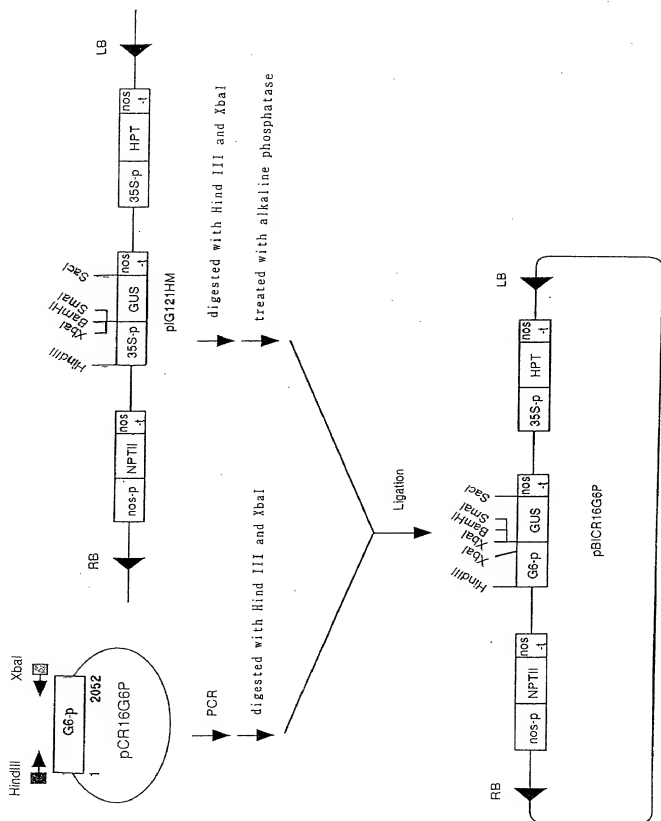 HindIII
XbaI
G6-p
1
2052
pCR16G6P
PCR
digested with Hind III and XbaI
RB
nos-p
NPTII
nos
-t
HindIII
XbaI
BamHI
SmaI
SacI
35S-p
GUS
nos
-t
35S-p
HPT
nos
-t
LB
pIG121HM
digested with Hind III and XbaI
treated with alkaline phosphatase
Ligation
RB
nos-p
NPTII
nos
-t
HindIII
XbaI
XbaI
BamHI
SmaI
SacI
G6-p
GUS
nos
-t
35S-p
HPT
nos
-t
LB
pBICR16G6P